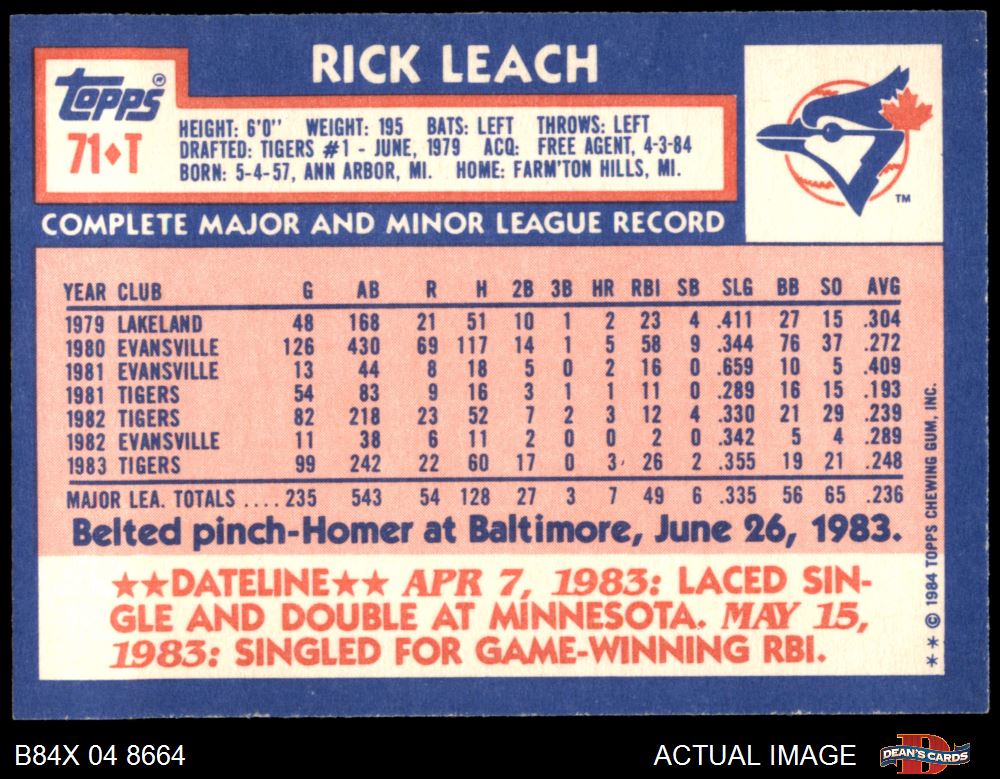 RICK LEACH
Topps®
71♦T
HEIGHT: 6'0" WEIGHT: 195 BATS: LEFT THROWS: LEFT
DRAFTED: TIGERS #1 - JUNE, 1979 ACQ: FREE AGENT, 4-3-84
BORN: 5-4-57, ANN ARBOR, MI. HOME: FARM'TON HILLS, MI.
TM
COMPLETE MAJOR AND MINOR LEAGUE RECORD
YEAR CLUB G AB R H 2B 3B HR RBI SB SLG BB SO AVG
1979 LAKELAND 48 168 21 51 10 1 2 23 4 .411 27 15 .304
1980 EVANSVILLE 126 430 69 117 14 1 5 58 9 .344 76 37 .272
1981 EVANSVILLE 13 44 8 18 5 0 2 16 0 .659 10 5 .409
1981 TIGERS 54 83 9 16 3 1 1 11 0 .289 16 15 .193
1982 TIGERS 82 218 23 52 7 2 3 12 4 .330 21 29 .239
1982 EVANSVILLE 11 38 6 11 2 0 0 2 0 .342 5 4 .289
1983 TIGERS 99 242 22 60 17 0 3 26 2 .355 19 21 .248
MAJOR LEA. TOTALS ....235 543 54 128 27 3 7 49 6 .335 56 65 .236
Belted pinch-Homer at Baltimore, June 26, 1983.
★★DATELINE★★ APR 7, 1983: LACED SIN-
GLE AND DOUBLE AT MINNESOTA. MAY 15,
1983: SINGLED FOR GAME-WINNING RBI.
* * © 1984 TOPPS CHEWING GUM, INC.
B84X 04 8664
ACTUAL IMAGE
DEAN'S CARDS